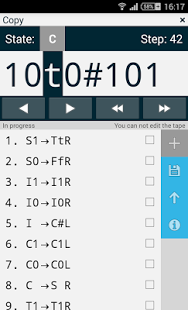 16:17
Copy
State: C Step: 42
10t0#101
In progress You can not edit the tape
1. S1→TtR
2. S0→FfR
3. I1→I1R
4. I0→I0R
5. I →C#L
6. C1→C1L
7. C0→C0L
8. C →S R
9. T1→T1R